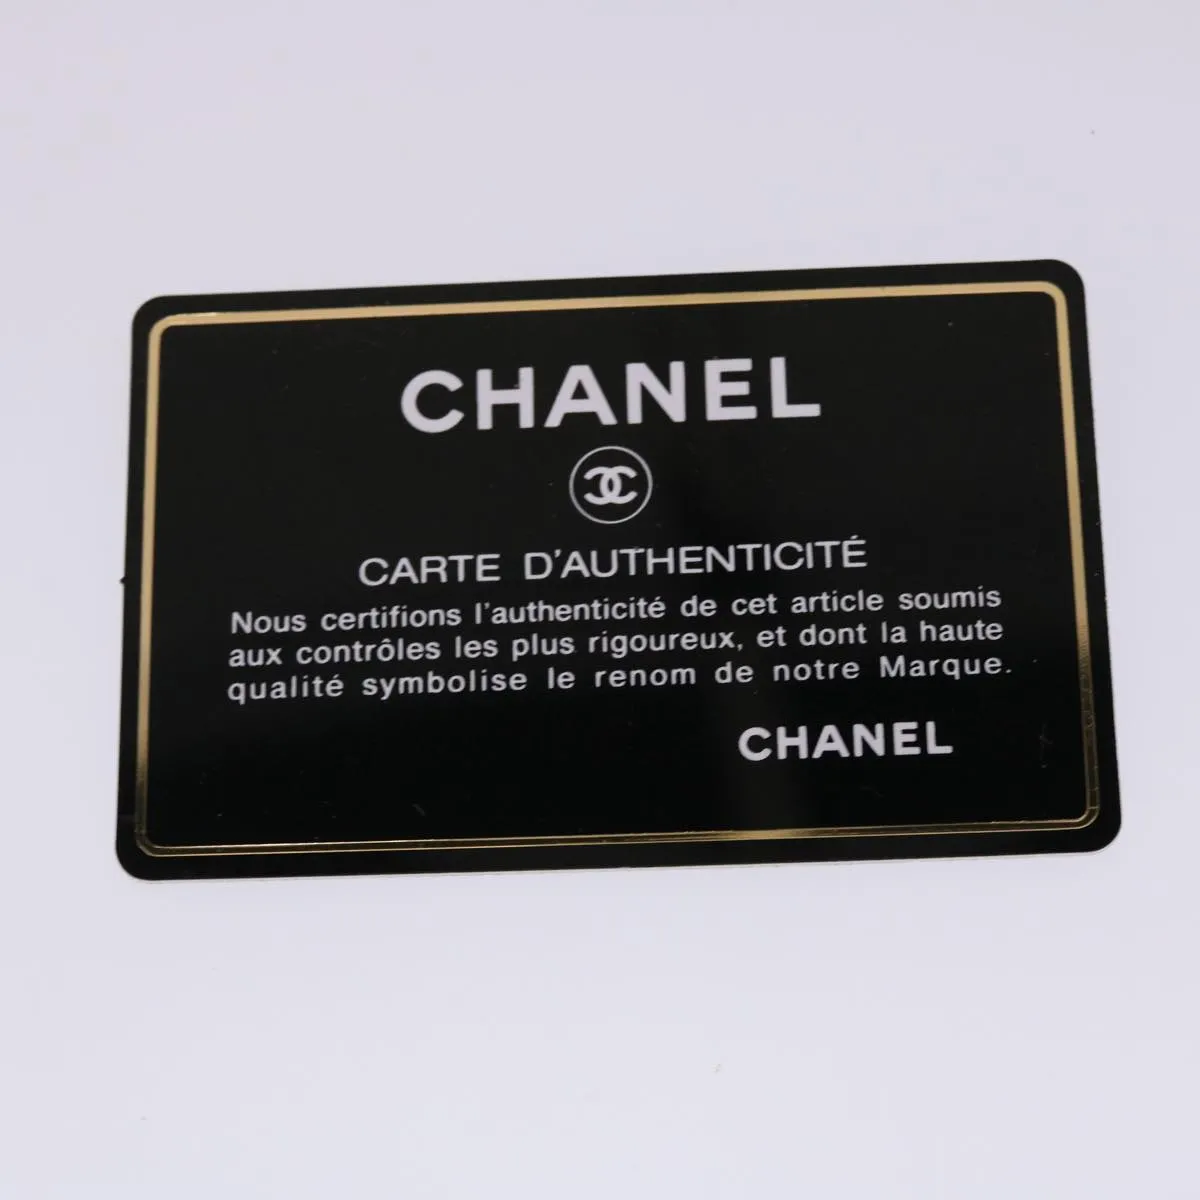 CHANEL
CARTE D'AUTHENTICITÉ
Nous certifions l'authenticité de cet article soumis
aux contrôles les plus rigoureux, et dont la haute
qualité symbolise le renom de notre Marque.
CHANEL